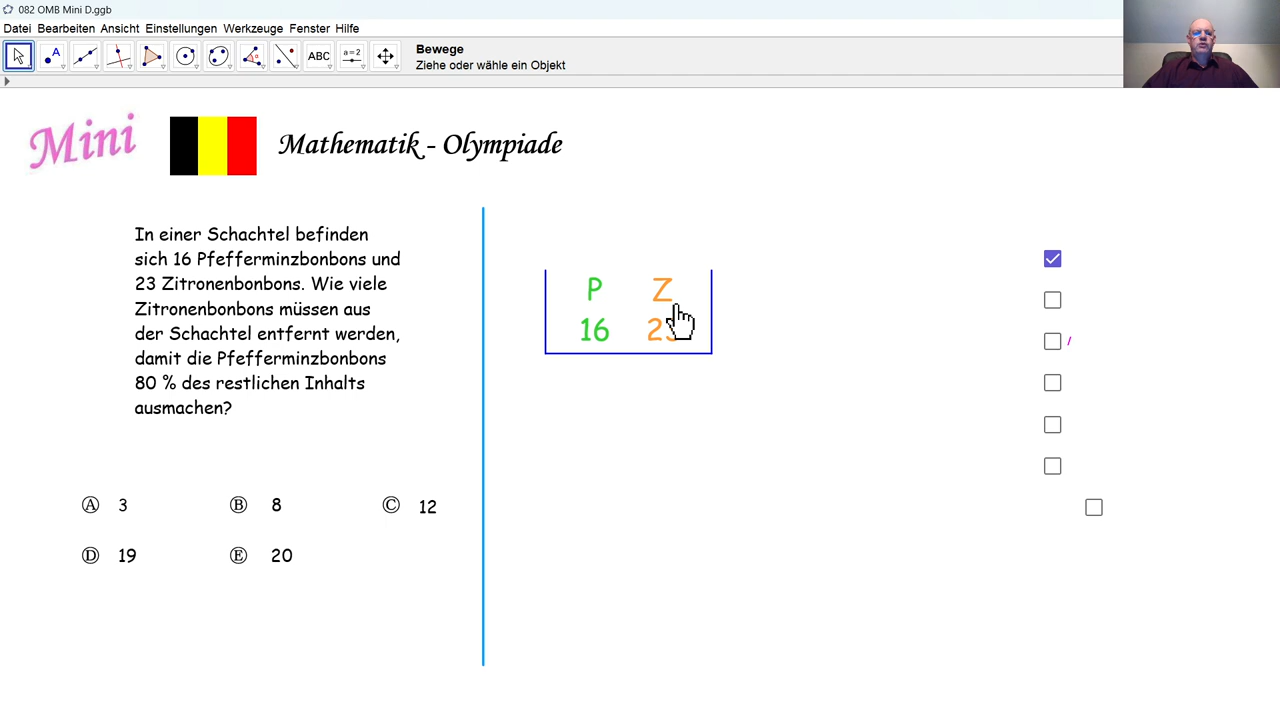 082 OMB Mini D.ggb
Datei Bearbeiten Ansicht Einstellungen Werkzeuge Fenster Hilfe
A
ABC
a=2
Bewege
Ziehe oder wähle ein Objekt
Mini
Mathematik - Olympiade
In einer Schachtel befinden
sich 16 Pfefferminzbonbons und
23 Zitronenbonbons. Wie viele
Zitronenbonbons müssen aus
der Schachtel entfernt werden,
damit die Pfefferminzbonbons
80 % des restlichen Inhalts
ausmachen?
Ⓐ 3 Ⓑ 8 Ⓒ 12
Ⓓ 19 Ⓔ 20
P Z
16
/